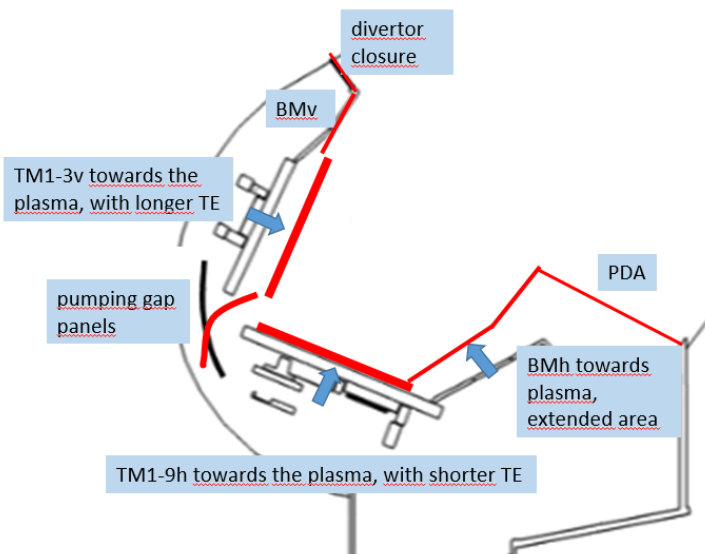 divertor
closure
BMv
TM1-3v towards the
plasma, with longer TE
PDA
pumping gap
panels
BMh towards
plasma,
extended area
TM1-9h towards the plasma, with shorter TE